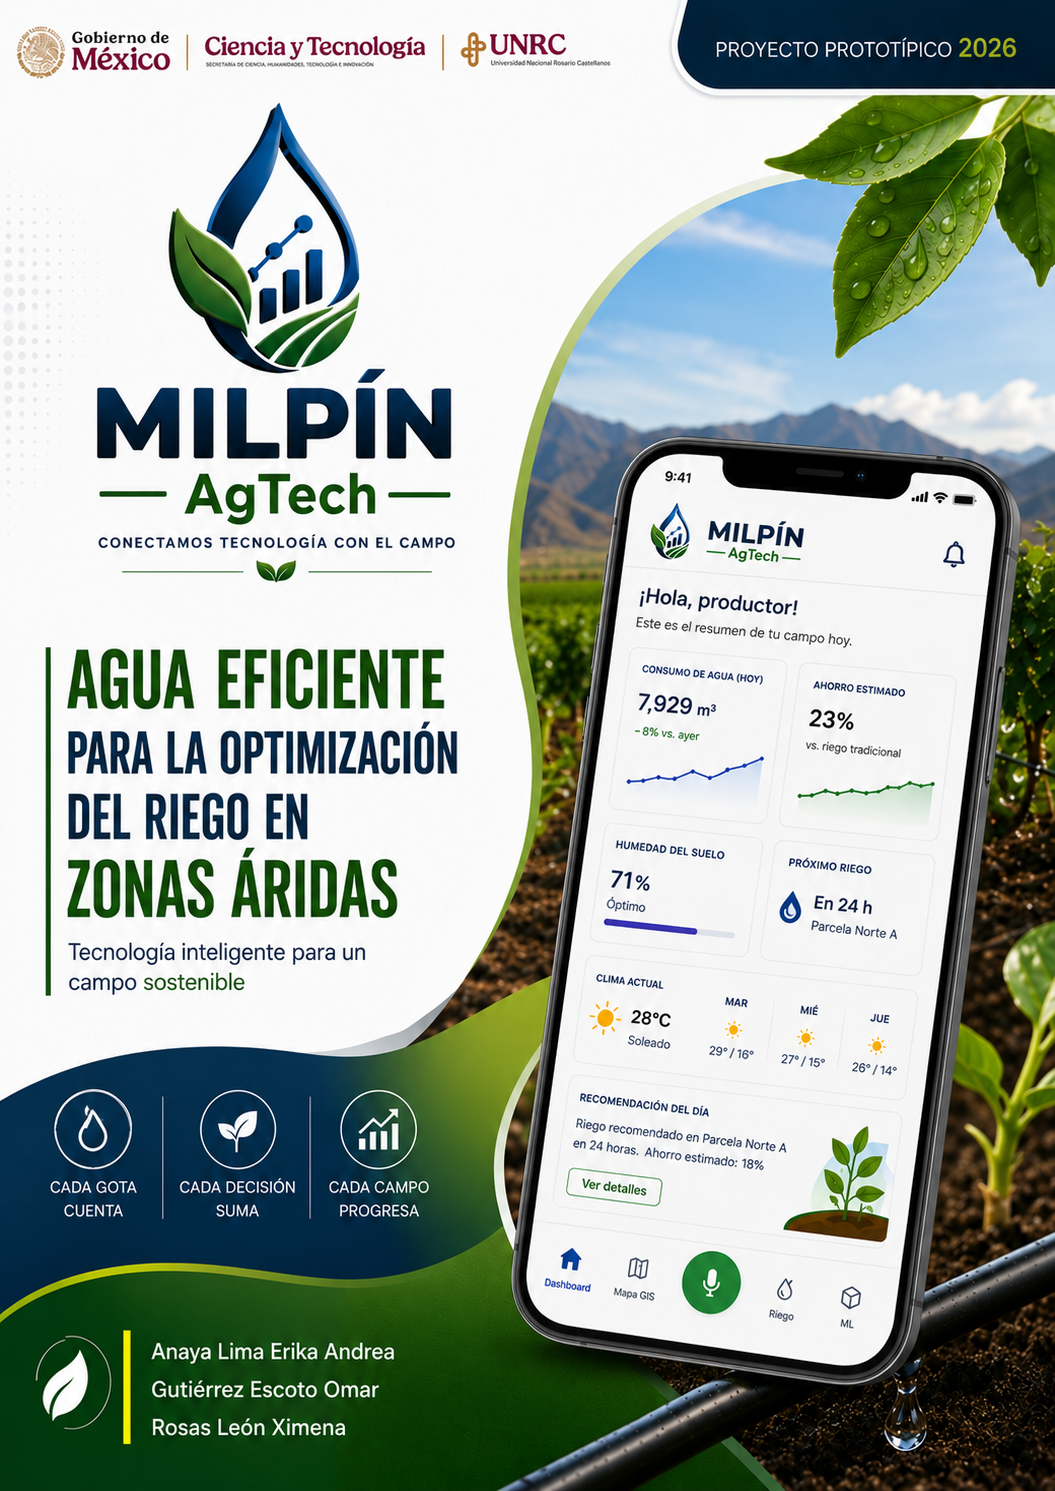 Gobierno de
México
Ciencia y Tecnología
SECRETARÍA DE CIENCIA, HUMANIDADES, TECNOLOGÍA E INNOVACIÓN
UNRC
Universidad Nacional Rosario Castellanos
PROYECTO PROTOTÍPICO 2026
MILPÍN
AgTech
CONECTAMOS TECNOLOGÍA CON EL CAMPO
AGUA EFICIENTE
PARA LA OPTIMIZACIÓN
DEL RIEGO EN
ZONAS ÁRIDAS
Tecnología inteligente para un
campo sostenible
CADA GOTA
CUENTA
CADA DECISIÓN
SUMA
CADA CAMPO
PROGRESA
Anaya Lima Erika Andrea
Gutiérrez Escoto Omar
Rosas León Ximena
9:41
MILPÍN
AgTech
¡Hola, productor!
Este es el resumen de tu campo hoy.
CONSUMO DE AGUA (HOY)
7,929 m³
-8% vs. ayer
AHORRO ESTIMADO
23%
vs. riego tradicional
HUMEDAD DEL SUELO
71%
Óptimo
PRÓXIMO RIEGO
En 24 h
Parcela Norte A
CLIMA ACTUAL
28°C
Soleado
MAR
29° / 16°
MIÉ
27° / 15°
JUE
26° / 14°
RECOMENDACIÓN DEL DÍA
Riego recomendado en Parcela Norte A
en 24 horas. Ahorro estimado: 18%
Ver detalles
Dashboard
Mapa GIS
Riego
ML